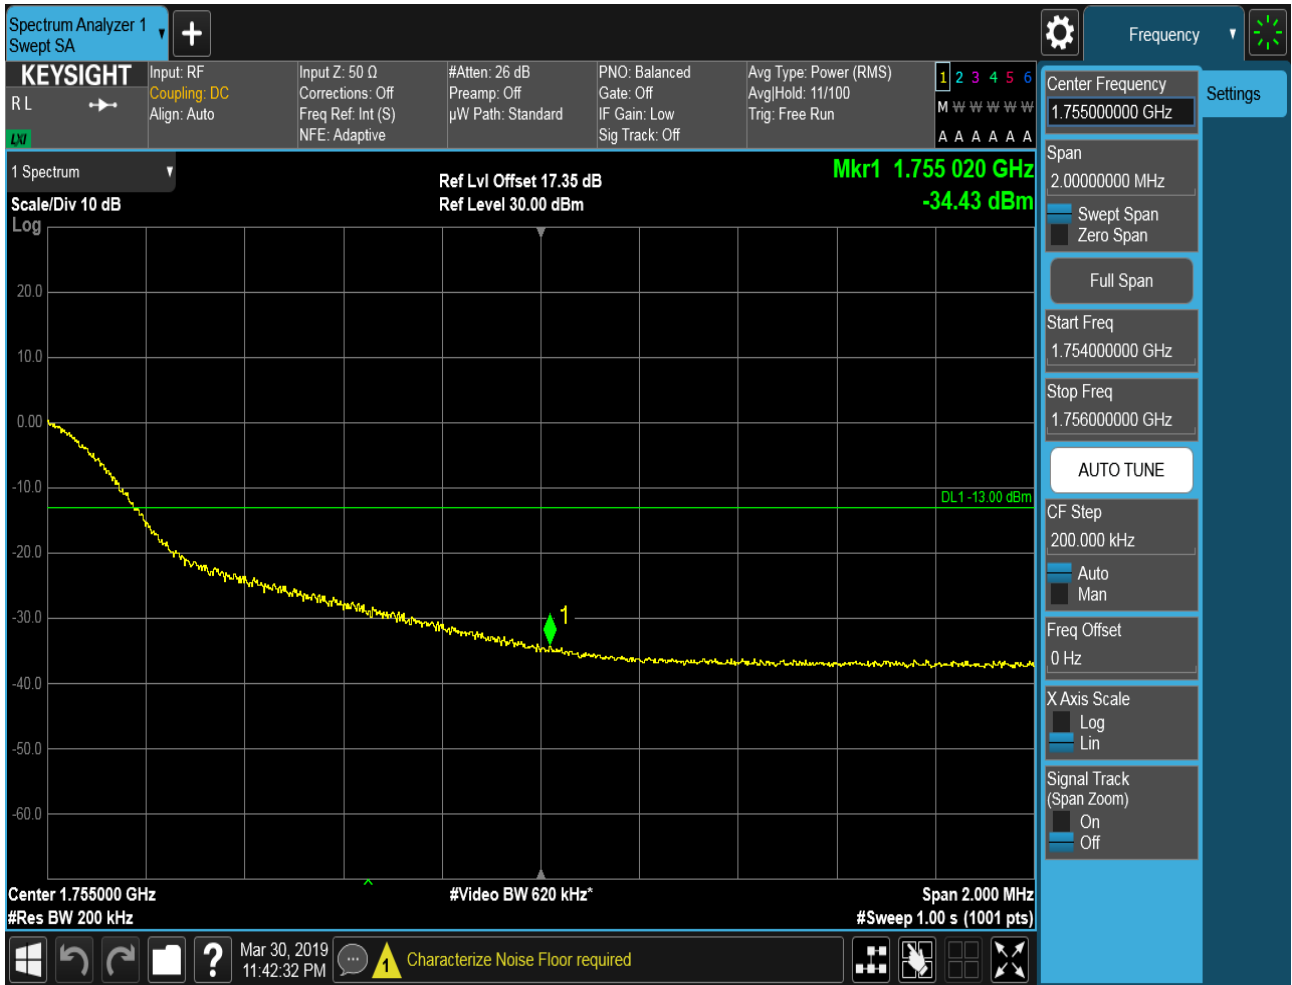 Spectrum Analyzer 1
Swept SA
Frequency
KEYSIGHT
R L
LXI
Input: RF
Coupling: DC
Align: Auto
Input Z: 50 Ω
Corrections: Off
Freq Ref: Int (S)
NFE: Adaptive
#Atten: 26 dB
Preamp: Off
µW Path: Standard
PNO: Balanced
Gate: Off
IF Gain: Low
Sig Track: Off
Avg Type: Power (RMS)
Avg|Hold: 11/100
Trig: Free Run
1 2 3 4 5 6
M W W W W W
A A A A A A
1 Spectrum
Scale/Div 10 dB
Log
Ref Lvl Offset 17.35 dB
Ref Level 30.00 dBm
Mkr1 1.755 020 GHz
-34.43 dBm
20.0
10.0
0.00
-10.0
-20.0
-30.0
-40.0
-50.0
-60.0
DL1 -13.00 dBm
1
Center 1.755000 GHz
#Res BW 200 kHz
#Video BW 620 kHz*
Span 2.000 MHz
#Sweep 1.00 s (1001 pts)
Center Frequency
1.755000000 GHz
Settings
Span
2.00000000 MHz
Swept Span
Zero Span
Full Span
Start Freq
1.754000000 GHz
Stop Freq
1.756000000 GHz
AUTO TUNE
CF Step
200.000 kHz
Auto
Man
Freq Offset
0 Hz
X Axis Scale
Log
Lin
Signal Track
(Span Zoom)
On
Off
?
Mar 30, 2019
11:42:32 PM
1
Characterize Noise Floor required